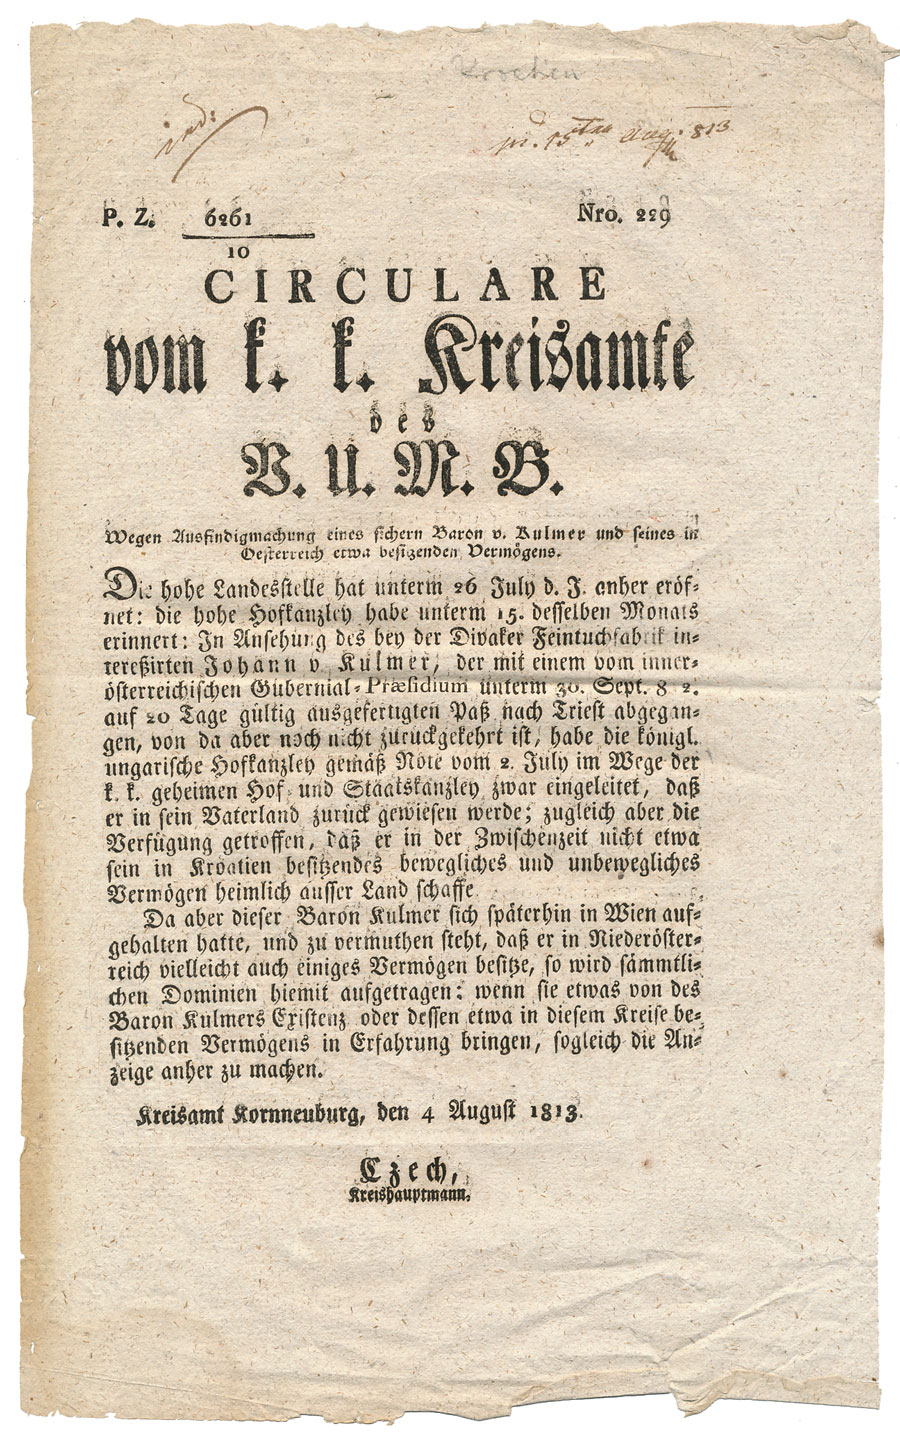 Kroatien
ind:
15 Aug. 813
P. Z. 6261 Nro. 229
10
CIRCULARE
vom k. k. Kreisamte
des
V. U. M. B.
Wegen Ausfindigmachung eines sichern Baron v. Kulmer und seines in
Oesterreich etwa besitzenden Vermögens.
Die hohe Landesstelle hat unterm 26 July d. J. anher eröf-
net: die hohe Hofkanzley habe unterm 15. desselben Monats
erinnert: In Ansehung des bey der Divaker Feintuchfabrik in-
tereßirten Johann v. Kulmer, der mit einem vom inner-
österreichischen Gubernial-Præsidium unterm 30. Sept. 8 2.
auf 20 Tage gültig ausgefertigten Paß nach Triest abgegan-
gen, von da aber noch nicht zurückgekehrt ist, habe die königl.
ungarische Hofkanzley gemäß Note vom 2. July im Wege der
k. k. geheimen Hof- und Staatskanzley zwar eingeleitet, daß
er in sein Vaterland zurück gewiesen werde; zugleich aber die
Verfügung getroffen, daß er in der Zwischenzeit nicht etwa
sein in Kroatien besitzendes bewegliches und unbewegliches
Vermögen heimlich ausser Land schaffe
Da aber dieser Baron Kulmer sich späterhin in Wien auf-
gehalten hatte, und zu vermuthen steht, daß er in Niederöster-
reich vielleicht auch einiges Vermögen besitze, so wird sämmtli-
chen Dominien hiemit aufgetragen: wenn sie etwas von des
Baron Kulmers Existenz oder dessen etwa in diesem Kreise be-
sitzenden Vermögens in Erfahrung bringen, sogleich die An-
zeige anher zu machen.
Kreisamt Kornneuburg, den 4 August 1813.
Czech,
Kreishauptmann.